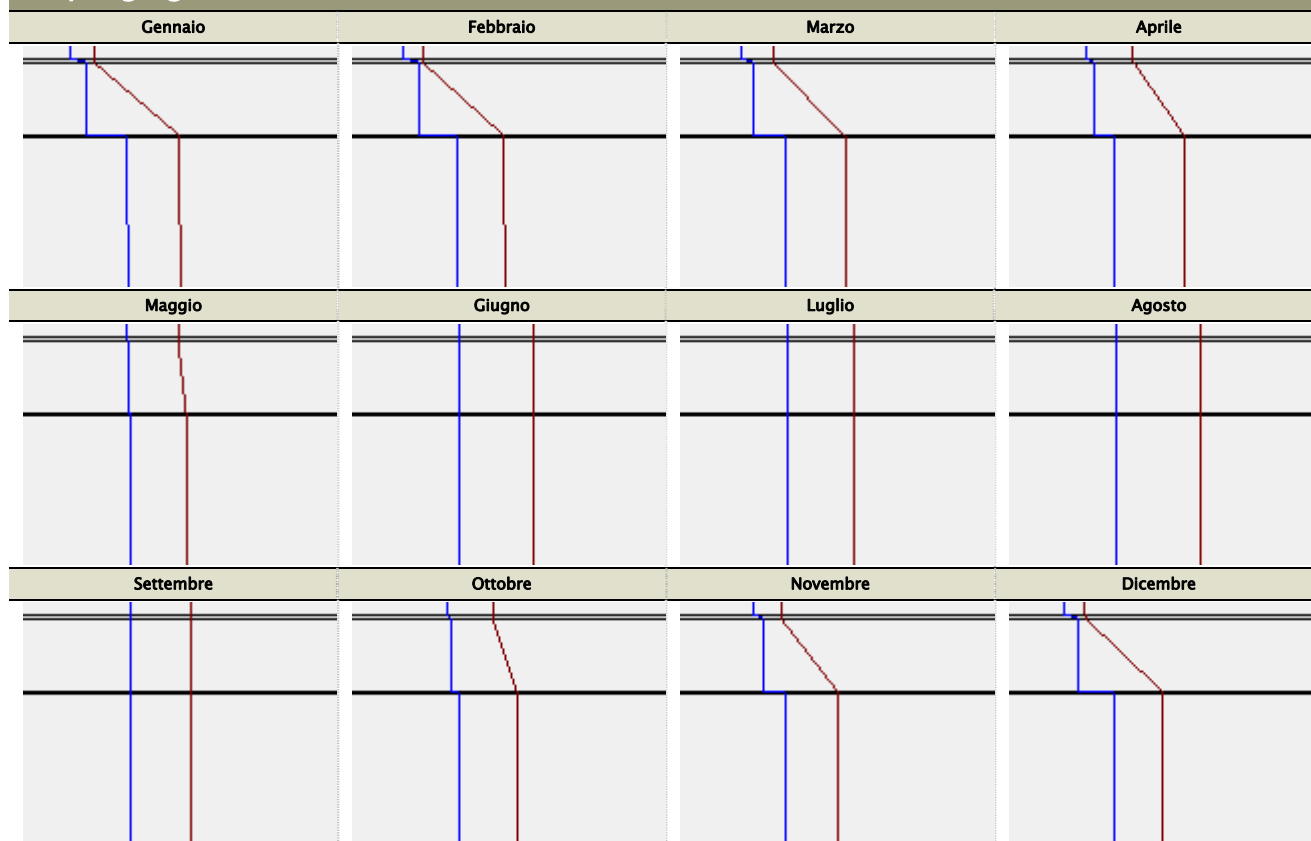 Gennaio Febbraio Marzo Aprile
Maggio Giugno Luglio Agosto
Settembre Ottobre Novembre Dicembre